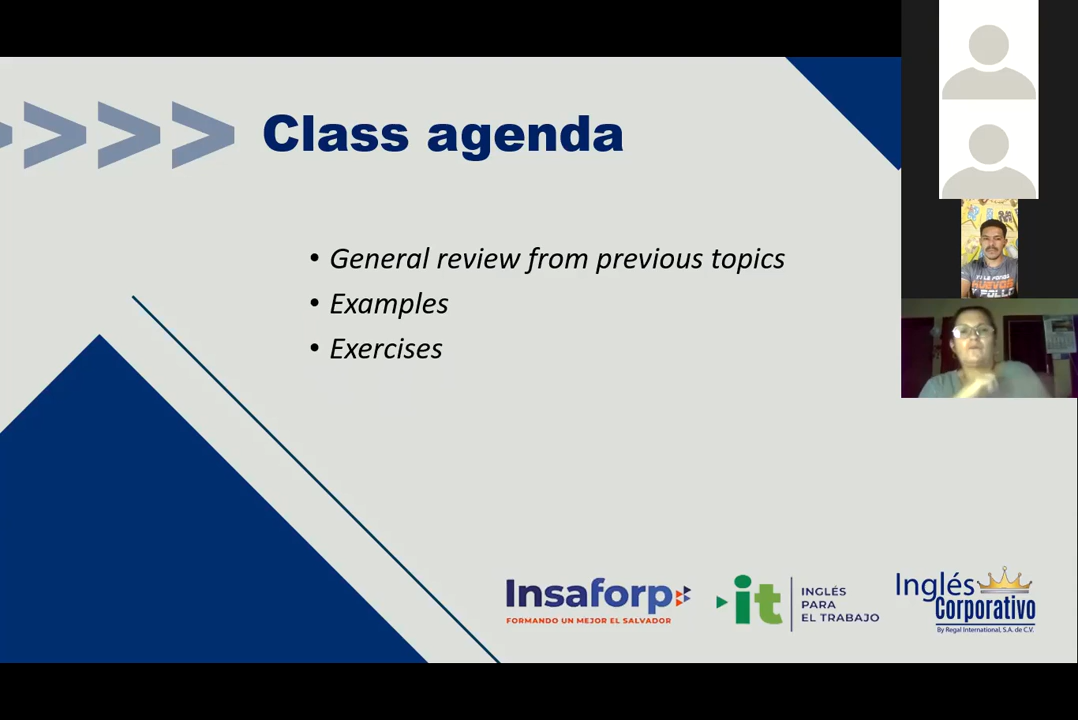 Class agenda
• General review from previous topics
• Examples
• Exercises
Insaforp
FORMANDO UN MEJOR EL SALVADOR
it
INGLÉS
PARA
EL TRABAJO
Inglés
Corporativo
By Regal International, S.A. de C.V.